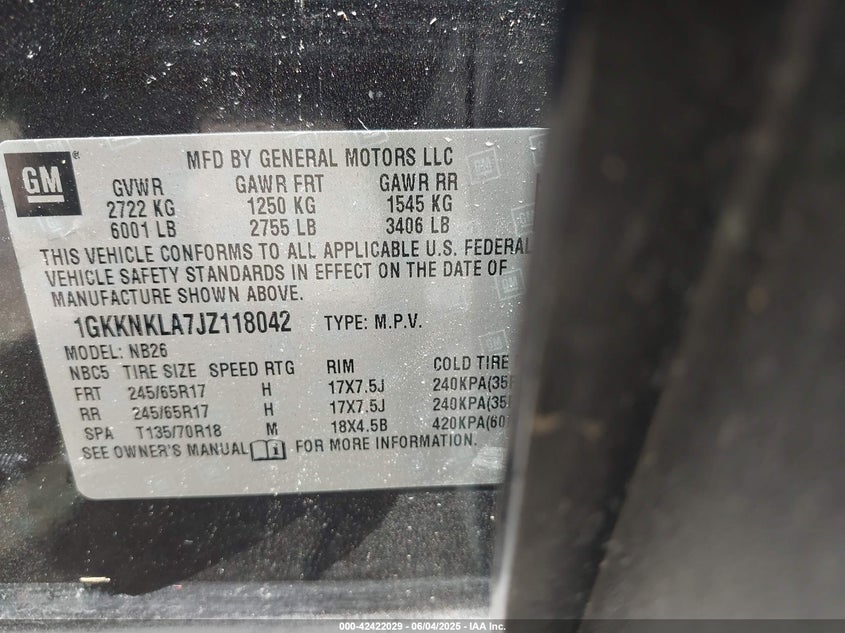 GM
MFD BY GENERAL MOTORS LLC
GVWR GAWR FRT GAWR RR
2722 KG 1250 KG 1545 KG
6001 LB 2755 LB 3406 LB
THIS VEHICLE CONFORMS TO ALL APPLICABLE U.S. FEDERAL
VEHICLE SAFETY STANDARDS IN EFFECT ON THE DATE OF
MANUFACTURE SHOWN ABOVE.
1GKKNKLA7JZ118042 TYPE: M.P.V.
MODEL: NB26
NBC5 TIRE SIZE SPEED RTG RIM COLD TIRE
FRT 245/65R17 H 17X7.5J 240KPA(35
RR 245/65R17 H 17X7.5J 240KPA(35
SPA T135/70R18 M 18X4.5B 420KPA(60
SEE OWNER'S MANUAL FOR MORE INFORMATION.
000-42422029 - 06/04/2025 - IAA Inc.